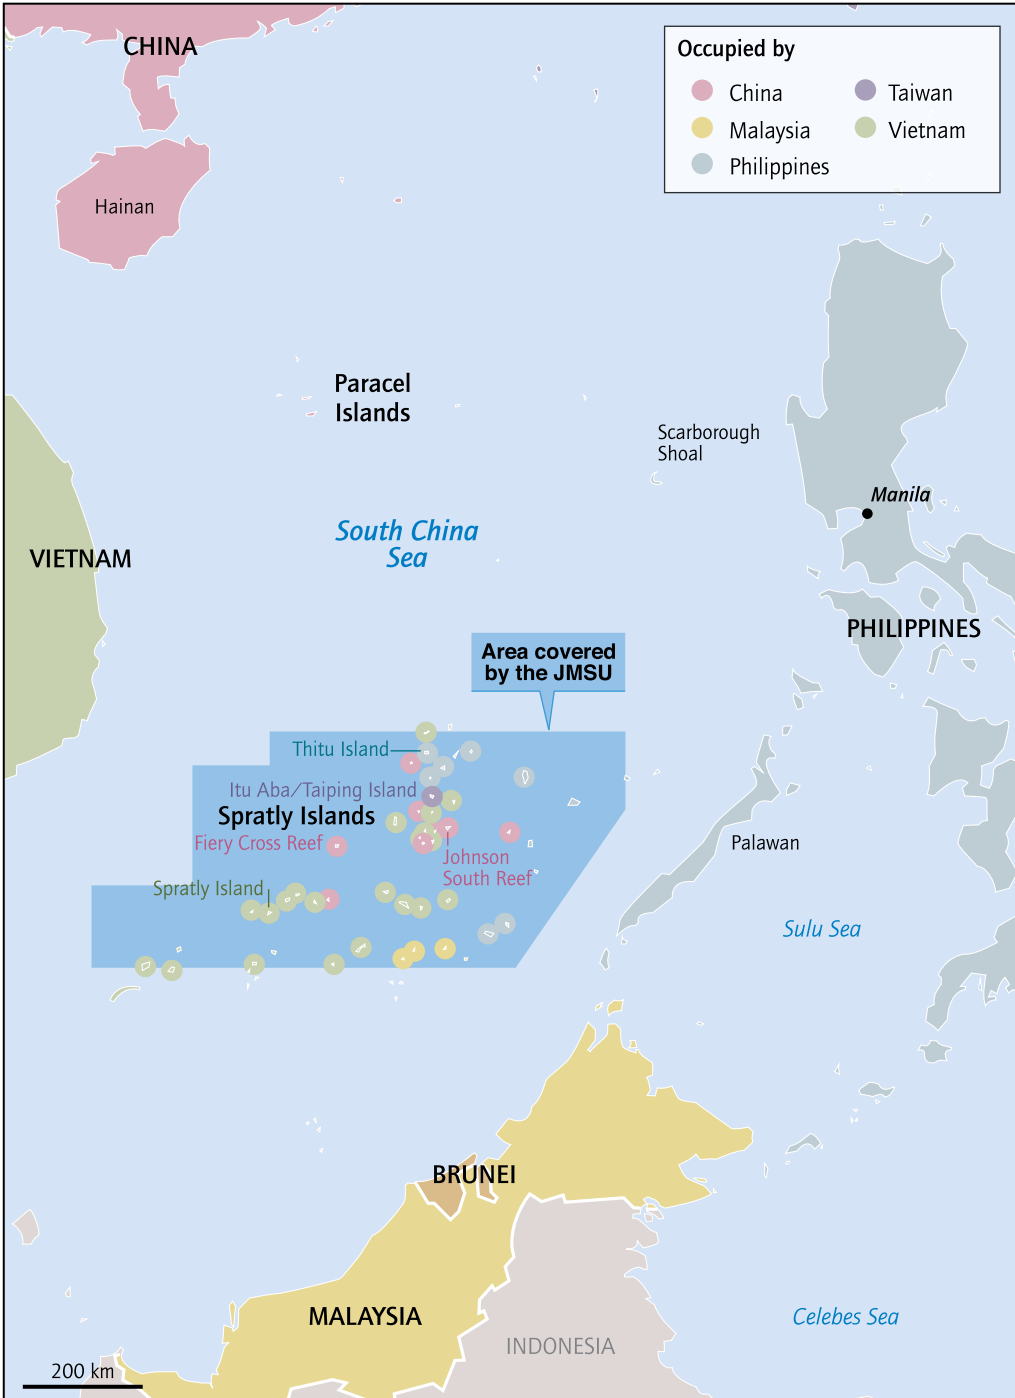 CHINA
Occupied by
China
Taiwan
Malaysia
Vietnam
Philippines
Hainan
Paracel
Islands
Scarborough
Shoal
Manila
South China
Sea
VIETNAM
PHILIPPINES
Area covered
by the JMSU
Thitu Island
Itu Aba/Taiping Island
Spratly Islands
Fiery Cross Reef
Johnson
South Reef
Palawan
Spratly Island
Sulu Sea
BRUNEI
MALAYSIA
Celebes Sea
INDONESIA
200 km